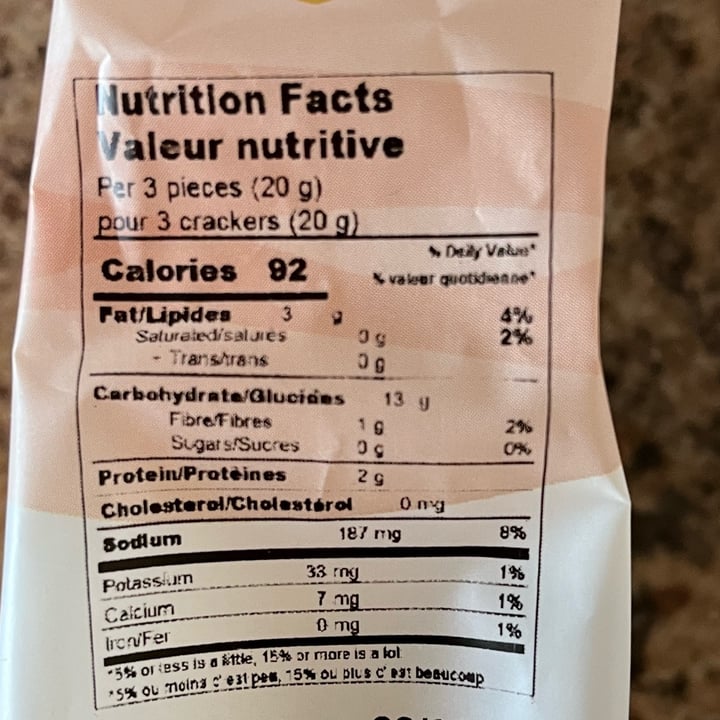 Nutrition Facts
Valeur nutritive
Per 3 pieces (20 g)
pour 3 crackers (20 g)
% Daily Value*
Calories 92
% valeur quotidienne*
Fat/Lipides 3 g 4%
Saturated/saturés 0 g 2%
- Trans/trans 0 g
Carbohydrate/Glucides 13 g
Fibre/Fibres 1 g 2%
Sugars/Sucres 0 g 0%
Protein/Protèines 2 g
Cholesterol/Cholestérol 0 mg
Sodium 187 mg 8%
Potassium 33 mg 1%
Calcium 7 mg 1%
Iron/Fer 0 mg 1%
*5% or less is a little, 15% or more is a lot
*5% ou moins c'est peu, 15% ou plus c'est beaucoup